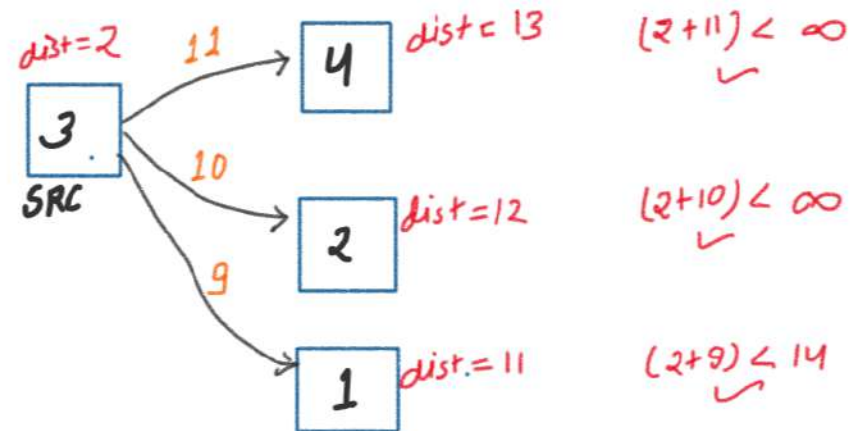 dist=2
11
4
dist= 13
(2+11) < ∞
3
SRC
10
2
dist=12
(2+10) < ∞
9
1
dist.= 11
(2+9) < 14